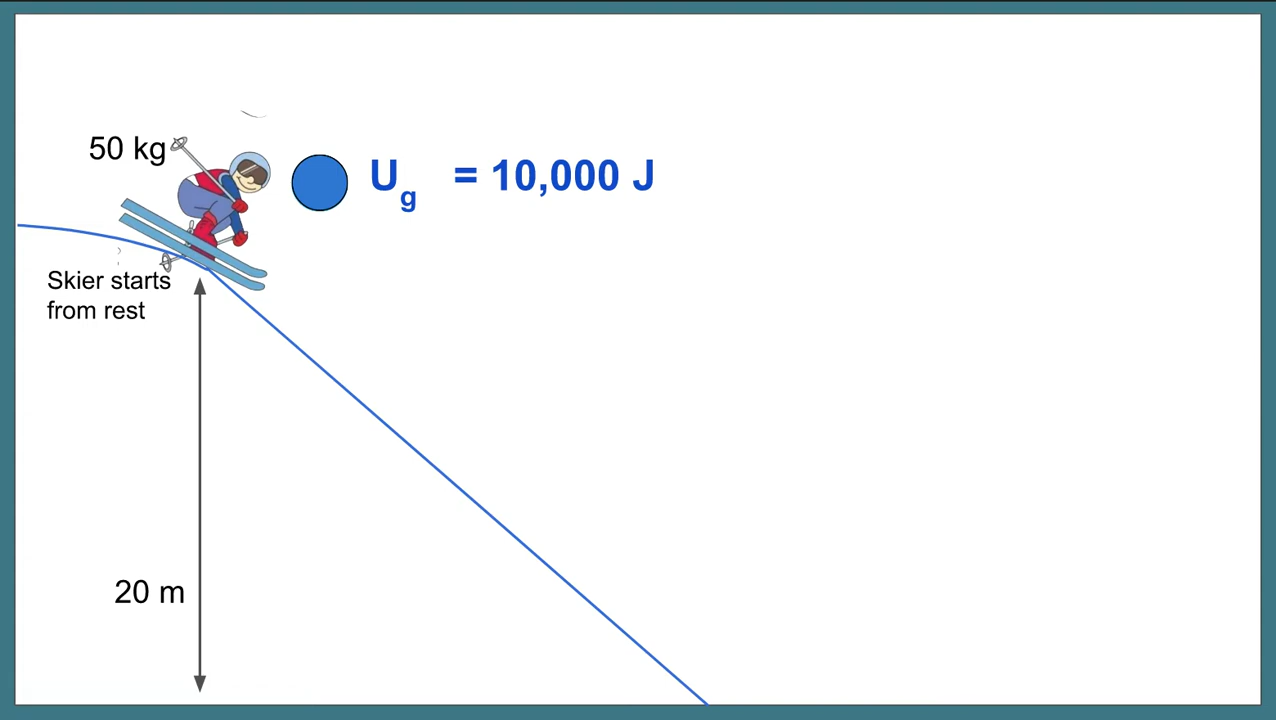 50 kg
Ug = 10,000 J
Skier starts
from rest
20 m